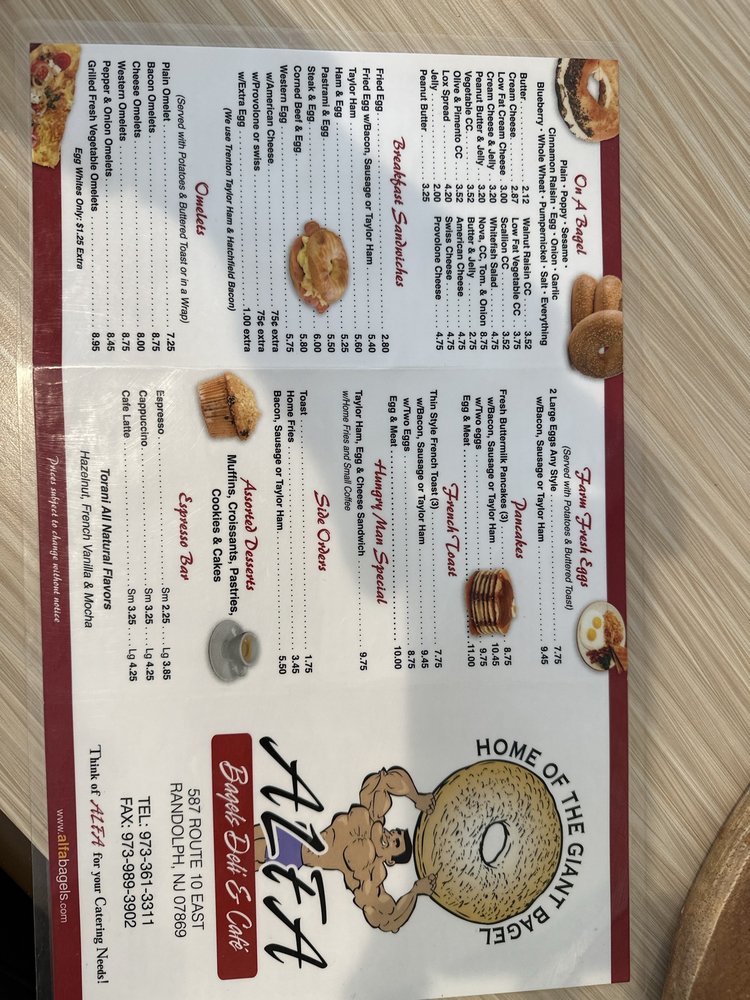 On A Bagel
Plain • Poppy • Sesame •
Cinnamon Raisin • Egg • Onion • Garlic
Blueberry • Whole Wheat • Pumpernickel • Salt • Everything
Butter 2.12
Cream Cheese 2.87
Low Fat Cream Cheese 3.00
Cream Cheese & Jelly 3.20
Peanut Butter & Jelly 3.20
Vegetable CC 3.52
Olive & Pimento CC 3.52
Lox Spread 4.20
Jelly 2.00
Peanut Butter 3.25
Walnut Raisin CC 3.52
Low Fat Vegetable CC 3.75
Scallion CC 3.52
Whitefish Salad 4.75
Nova, CC, Tom. & Onion 8.75
Butter & Jelly 2.75
American Cheese 4.75
Swiss Cheese 4.75
Provolone Cheese 4.75
Breakfast Sandwiches
Fried Egg 2.80
Fried Egg w/Bacon, Sausage or Taylor Ham 5.40
Taylor Ham 5.60
Ham & Egg 5.25
Pastrami & Egg 5.50
Steak & Egg 6.00
Corned Beef & Egg 5.80
Western Egg 5.75
w/American Cheese 75¢ extra
w/Provolone or swiss 75¢ extra
w/Extra Egg 1.00 extra
(We use Trenton Taylor Ham & Hatchfield Bacon)
Omelets
(Served with Potatoes & Buttered Toast or in a Wrap)
Plain Omelet 7.25
Bacon Omelets 8.75
Cheese Omelets 8.00
Western Omelets 8.75
Pepper & Onion Omelets 8.45
Grilled Fresh Vegetable Omelets 8.95
Egg Whites Only: $1.25 Extra
Farm Fresh Eggs
(Served with Potatoes & Buttered Toast)
2 Large Eggs Any Style 7.75
w/Bacon, Sausage or Taylor Ham 9.45
Pancakes
Fresh Buttermilk Pancakes (3) 8.75
w/Bacon, Sausage or Taylor Ham 10.45
w/Two eggs 9.75
Egg & Meat 11.00
French Toast
Thin Style French Toast (3) 7.75
w/Bacon, Sausage or Taylor Ham 9.45
w/Two Eggs 8.75
Egg & Meat 10.00
Hungry Man Special
Taylor Ham, Egg & Cheese Sandwich 9.75
w/Home Fries and Small Coffee
Side Orders
Toast 1.75
Home Fries 3.45
Bacon, Sausage or Taylor Ham 5.50
Assorted Desserts
Muffins, Croissants, Pastries,
Cookies & Cakes
Espresso Bar
Espresso Sm 2.25 Lg 3.85
Cappuccino Sm 3.25 Lg 4.25
Cafe Latte Sm 3.25 Lg 4.25
Torani All Natural Flavors
Hazelnut, French Vanilla & Mocha
Prices subject to change without notice
HOME OF THE GIANT BAGEL
ALFA
Bagels Deli & Café
587 ROUTE 10 EAST
RANDOLPH, NJ 07869
TEL: 973-361-3311
FAX: 973-989-3902
Think of ALFA for your Catering Needs!
www.alfabagels.com